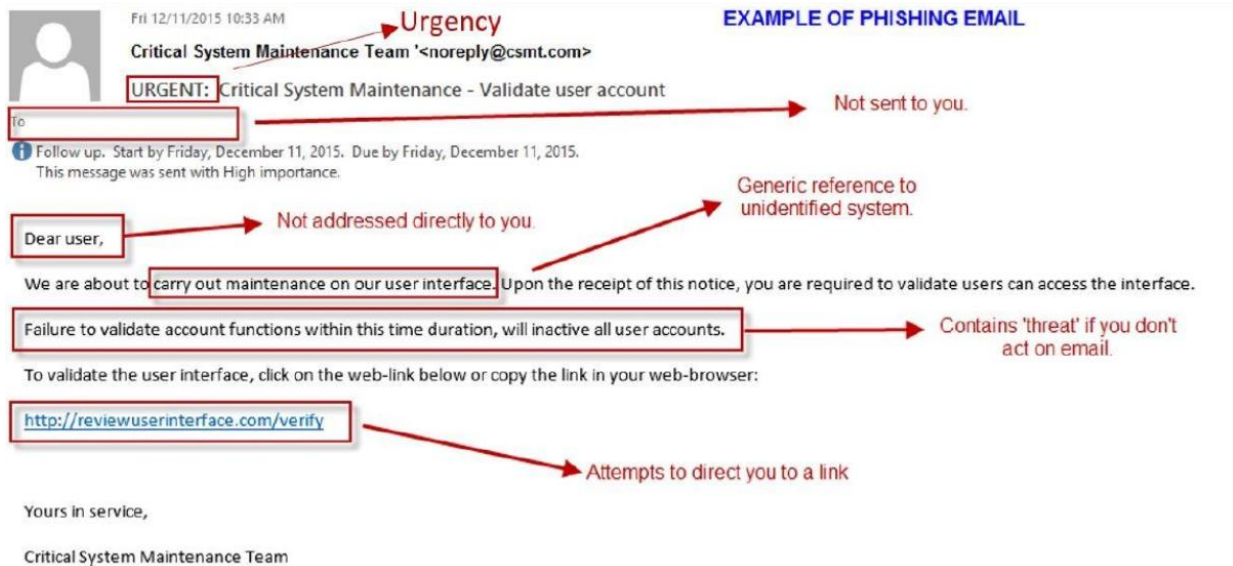 Fri 12/11/2015 10:33 AM
Urgency
EXAMPLE OF PHISHING EMAIL
Critical System Maintenance Team '<noreply@csmt.com>
URGENT: Critical System Maintenance - Validate user account
Not sent to you.
To
Follow up. Start by Friday, December 11, 2015. Due by Friday, December 11, 2015.
This message was sent with High importance.
Generic reference to
unidentified system.
Not addressed directly to you.
Dear user,
We are about to carry out maintenance on our user interface. Upon the receipt of this notice, you are required to validate users can access the interface.
Failure to validate account functions within this time duration, will inactive all user accounts.
Contains 'threat' if you don't
act on email.
To validate the user interface, click on the web-link below or copy the link in your web-browser:
http://reviewuserinterface.com/verify
Attempts to direct you to a link
Yours in service,
Critical System Maintenance Team